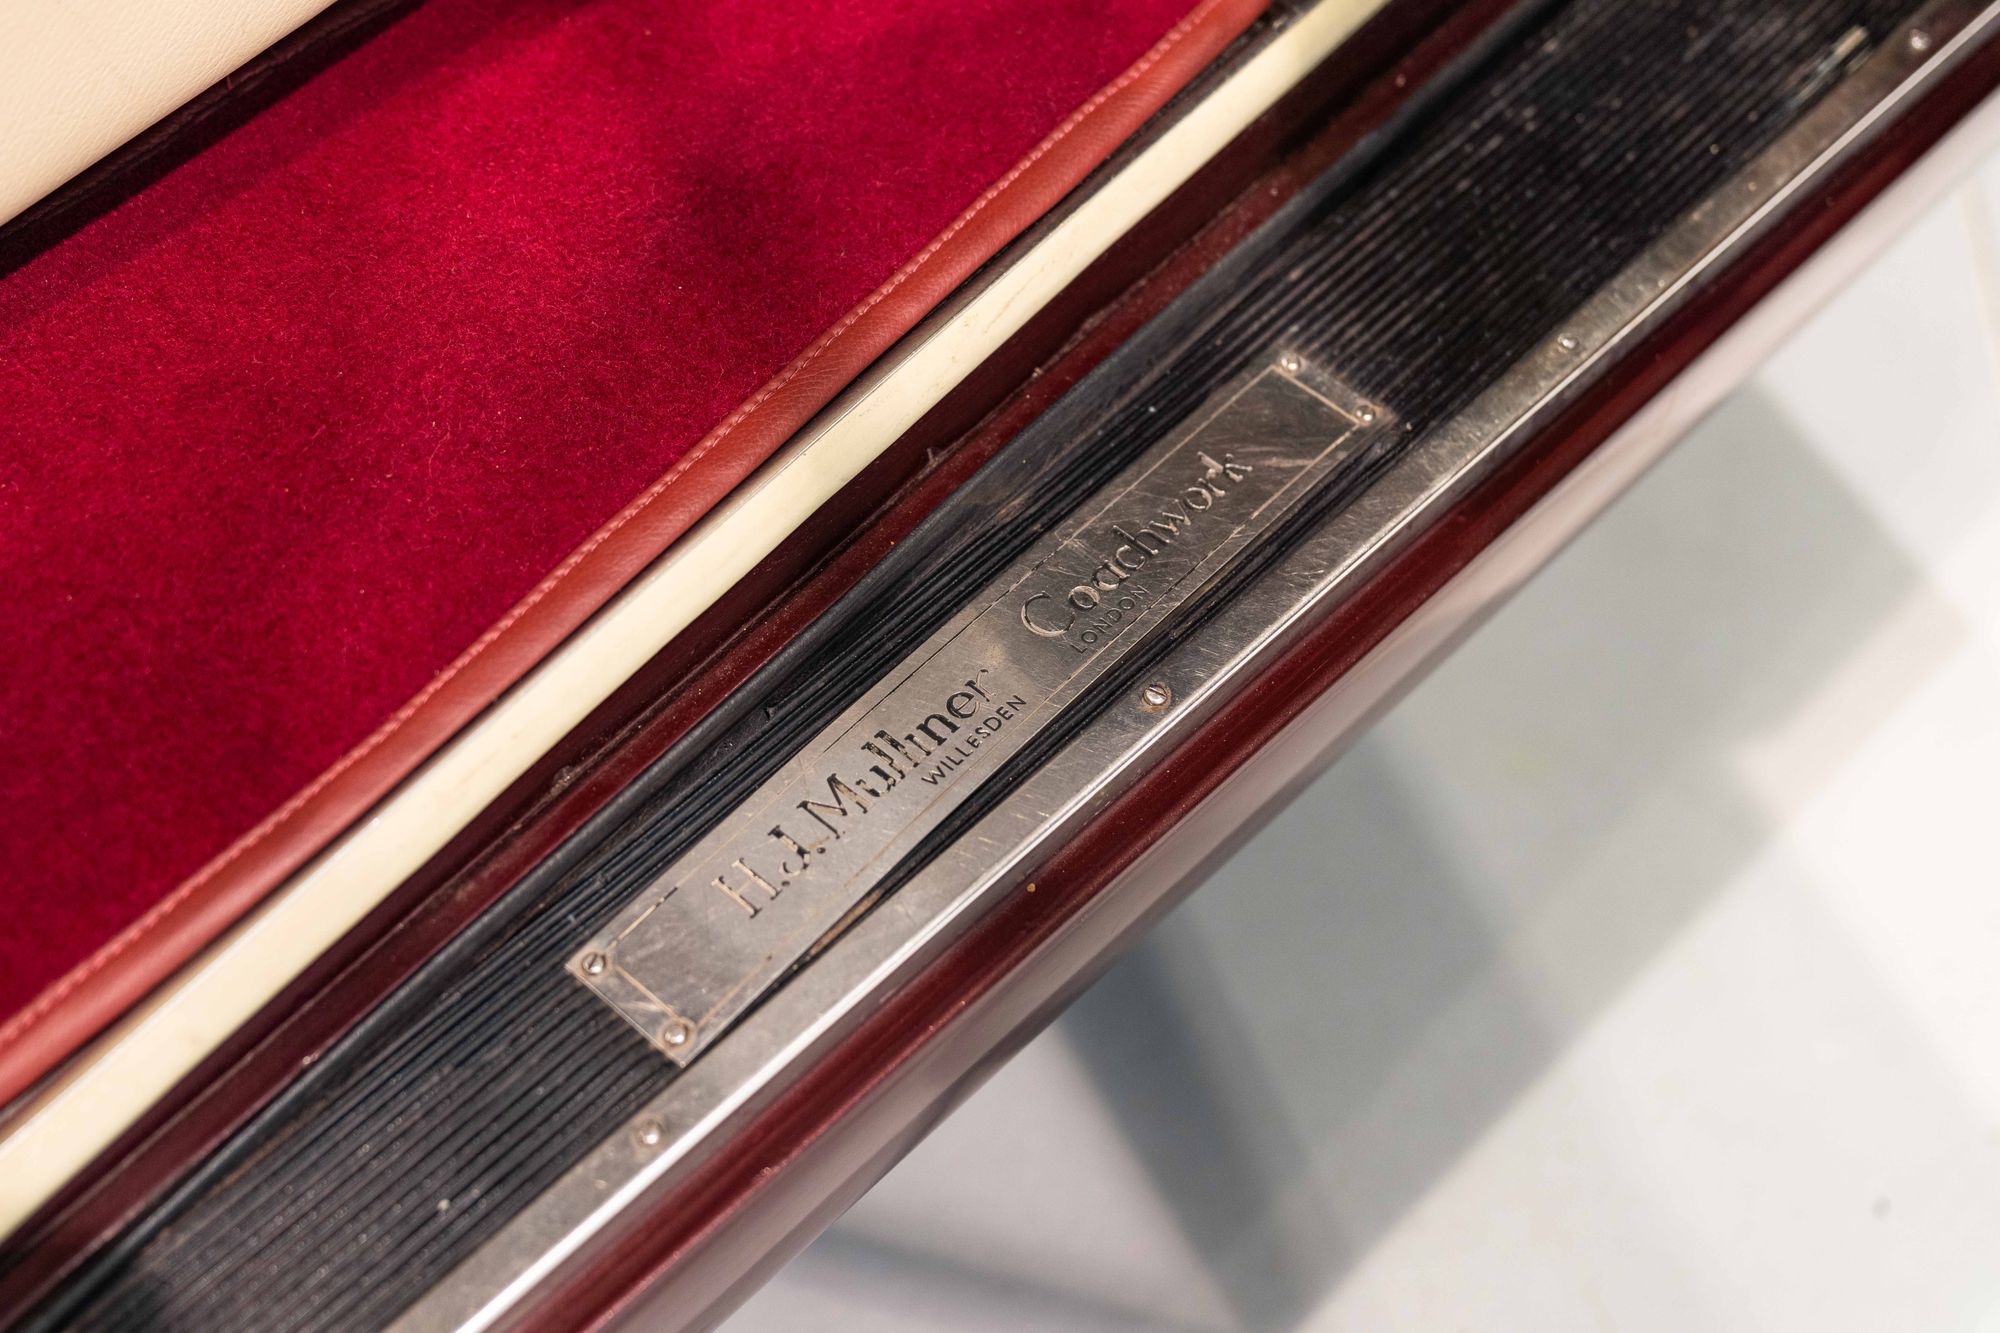 H.J. Mulliner Coachwork
WILLESDEN LONDON